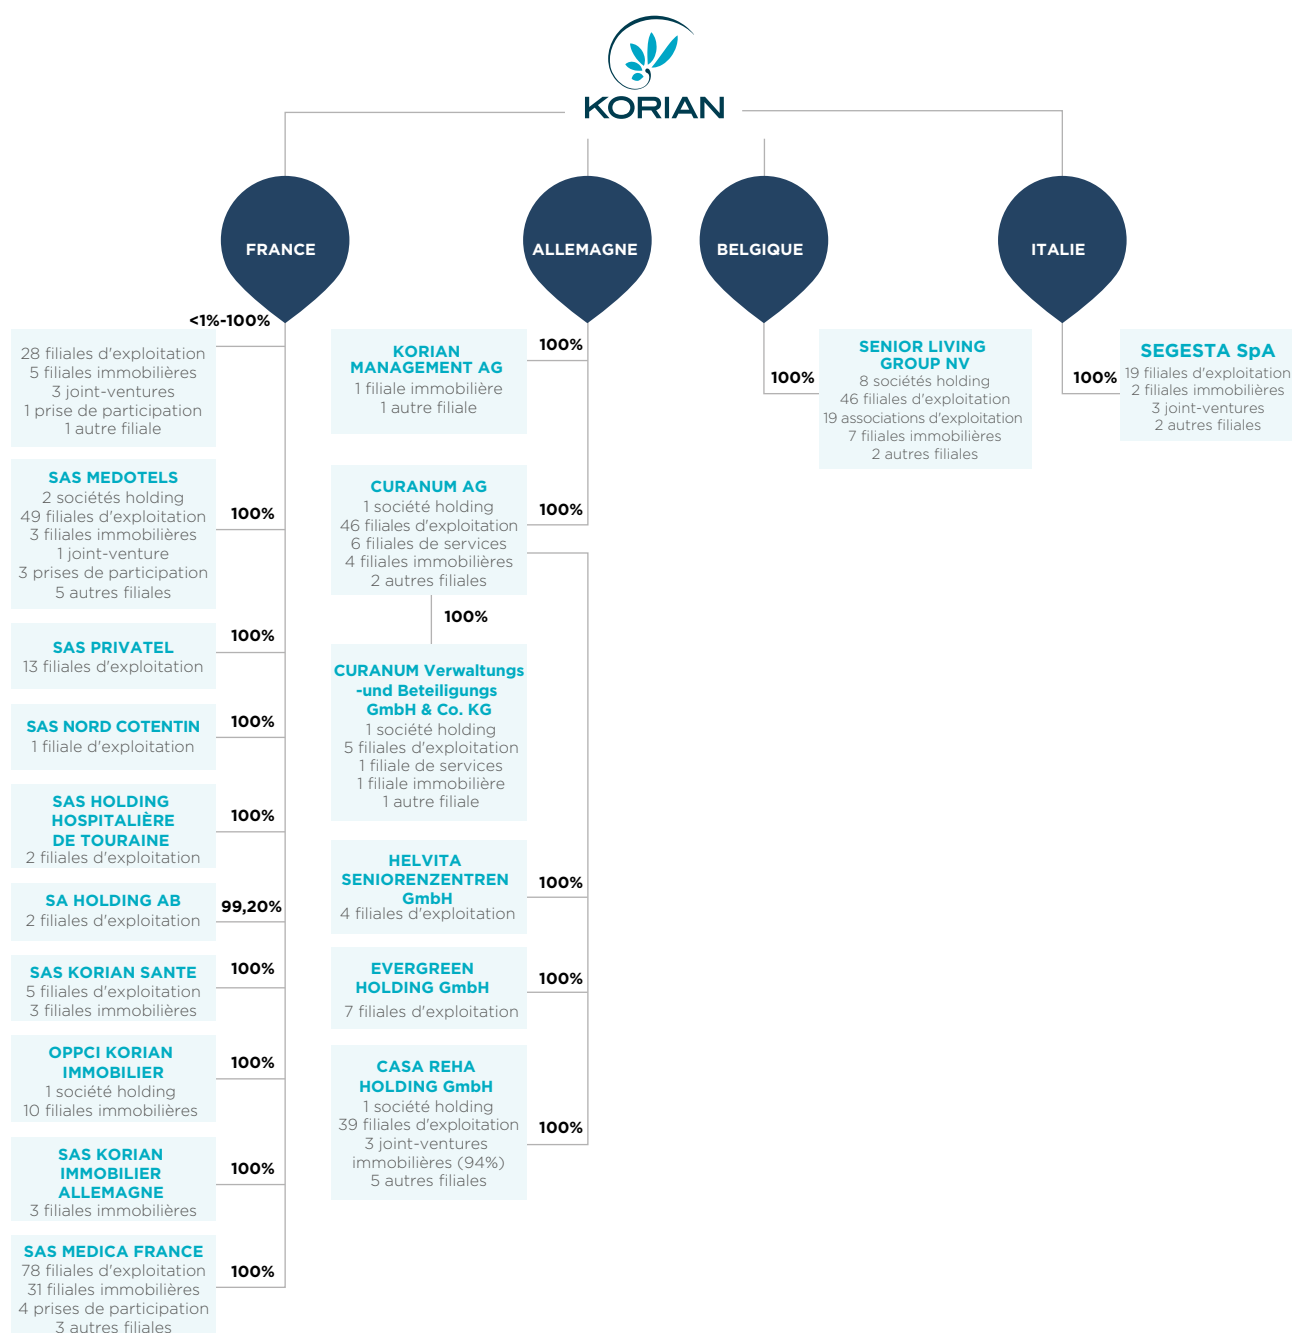 KORIAN
FRANCE
<1%-100%
28 filiales d'exploitation
5 filiales immobilières
3 joint-ventures
1 prise de participation
1 autre filiale
SAS MEDOTELS
2 sociétés holding
49 filiales d'exploitation
3 filiales immobilières
1 joint-venture
3 prises de participation
5 autres filiales
100%
SAS PRIVATEL
13 filiales d'exploitation
100%
SAS NORD COTENTIN
1 filiale d'exploitation
100%
SAS HOLDING
HOSPITALIÈRE
DE TOURAINE
2 filiales d'exploitation
100%
SA HOLDING AB
2 filiales d'exploitation
99,20%
SAS KORIAN SANTE
5 filiales d'exploitation
3 filiales immobilières
100%
OPPCI KORIAN
IMMOBILIER
1 société holding
10 filiales immobilières
100%
SAS KORIAN
IMMOBILIER
ALLEMAGNE
3 filiales immobilières
100%
SAS MEDICA FRANCE
78 filiales d'exploitation
31 filiales immobilières
4 prises de participation
3 autres filiales
100%
ALLEMAGNE
KORIAN
MANAGEMENT AG
1 filiale immobilière
1 autre filiale
100%
CURANUM AG
1 société holding
46 filiales d'exploitation
6 filiales de services
4 filiales immobilières
2 autres filiales
100%
100%
CURANUM Verwaltungs
-und Beteiligungs
GmbH & Co. KG
1 société holding
5 filiales d'exploitation
1 filiale de services
1 filiale immobilière
1 autre filiale
HELVITA
SENIORENZENTREN
GmbH
4 filiales d'exploitation
100%
EVERGREEN
HOLDING GmbH
7 filiales d'exploitation
100%
CASA REHA
HOLDING GmbH
1 société holding
39 filiales d'exploitation
3 joint-ventures
immobilières (94%)
5 autres filiales
100%
BELGIQUE
100%
SENIOR LIVING
GROUP NV
8 sociétés holding
46 filiales d'exploitation
19 associations d'exploitation
7 filiales immobilières
2 autres filiales
ITALIE
100%
SEGESTA SpA
19 filiales d'exploitation
2 filiales immobilières
3 joint-ventures
2 autres filiales